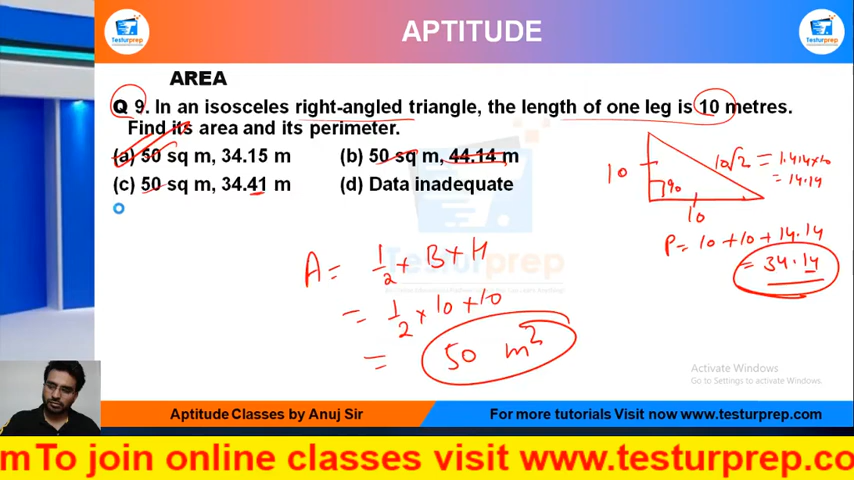 APTITUDE
Testurprep
Testurprep
AREA
Q 9. In an isosceles right-angled triangle, the length of one leg is 10 metres.
Find its area and its perimeter.
(a) 50 sq m, 34.15 m
(b) 50 sq m, 44.14 m
(c) 50 sq m, 34.41 m
(d) Data inadequate
10
90
10
10√2 = 1.414×10
= 14.14
P = 10 + 10 + 14.14
= 34.14
A = 1/2 × B × H
= 1/2 × 10 × 10
= 50 m²
Testurprep
Activate Windows
Go to Settings to activate Windows.
Aptitude Classes by Anuj Sir
For more tutorials Visit now www.testurprep.com
m To join online classes visit www.testurprep.co